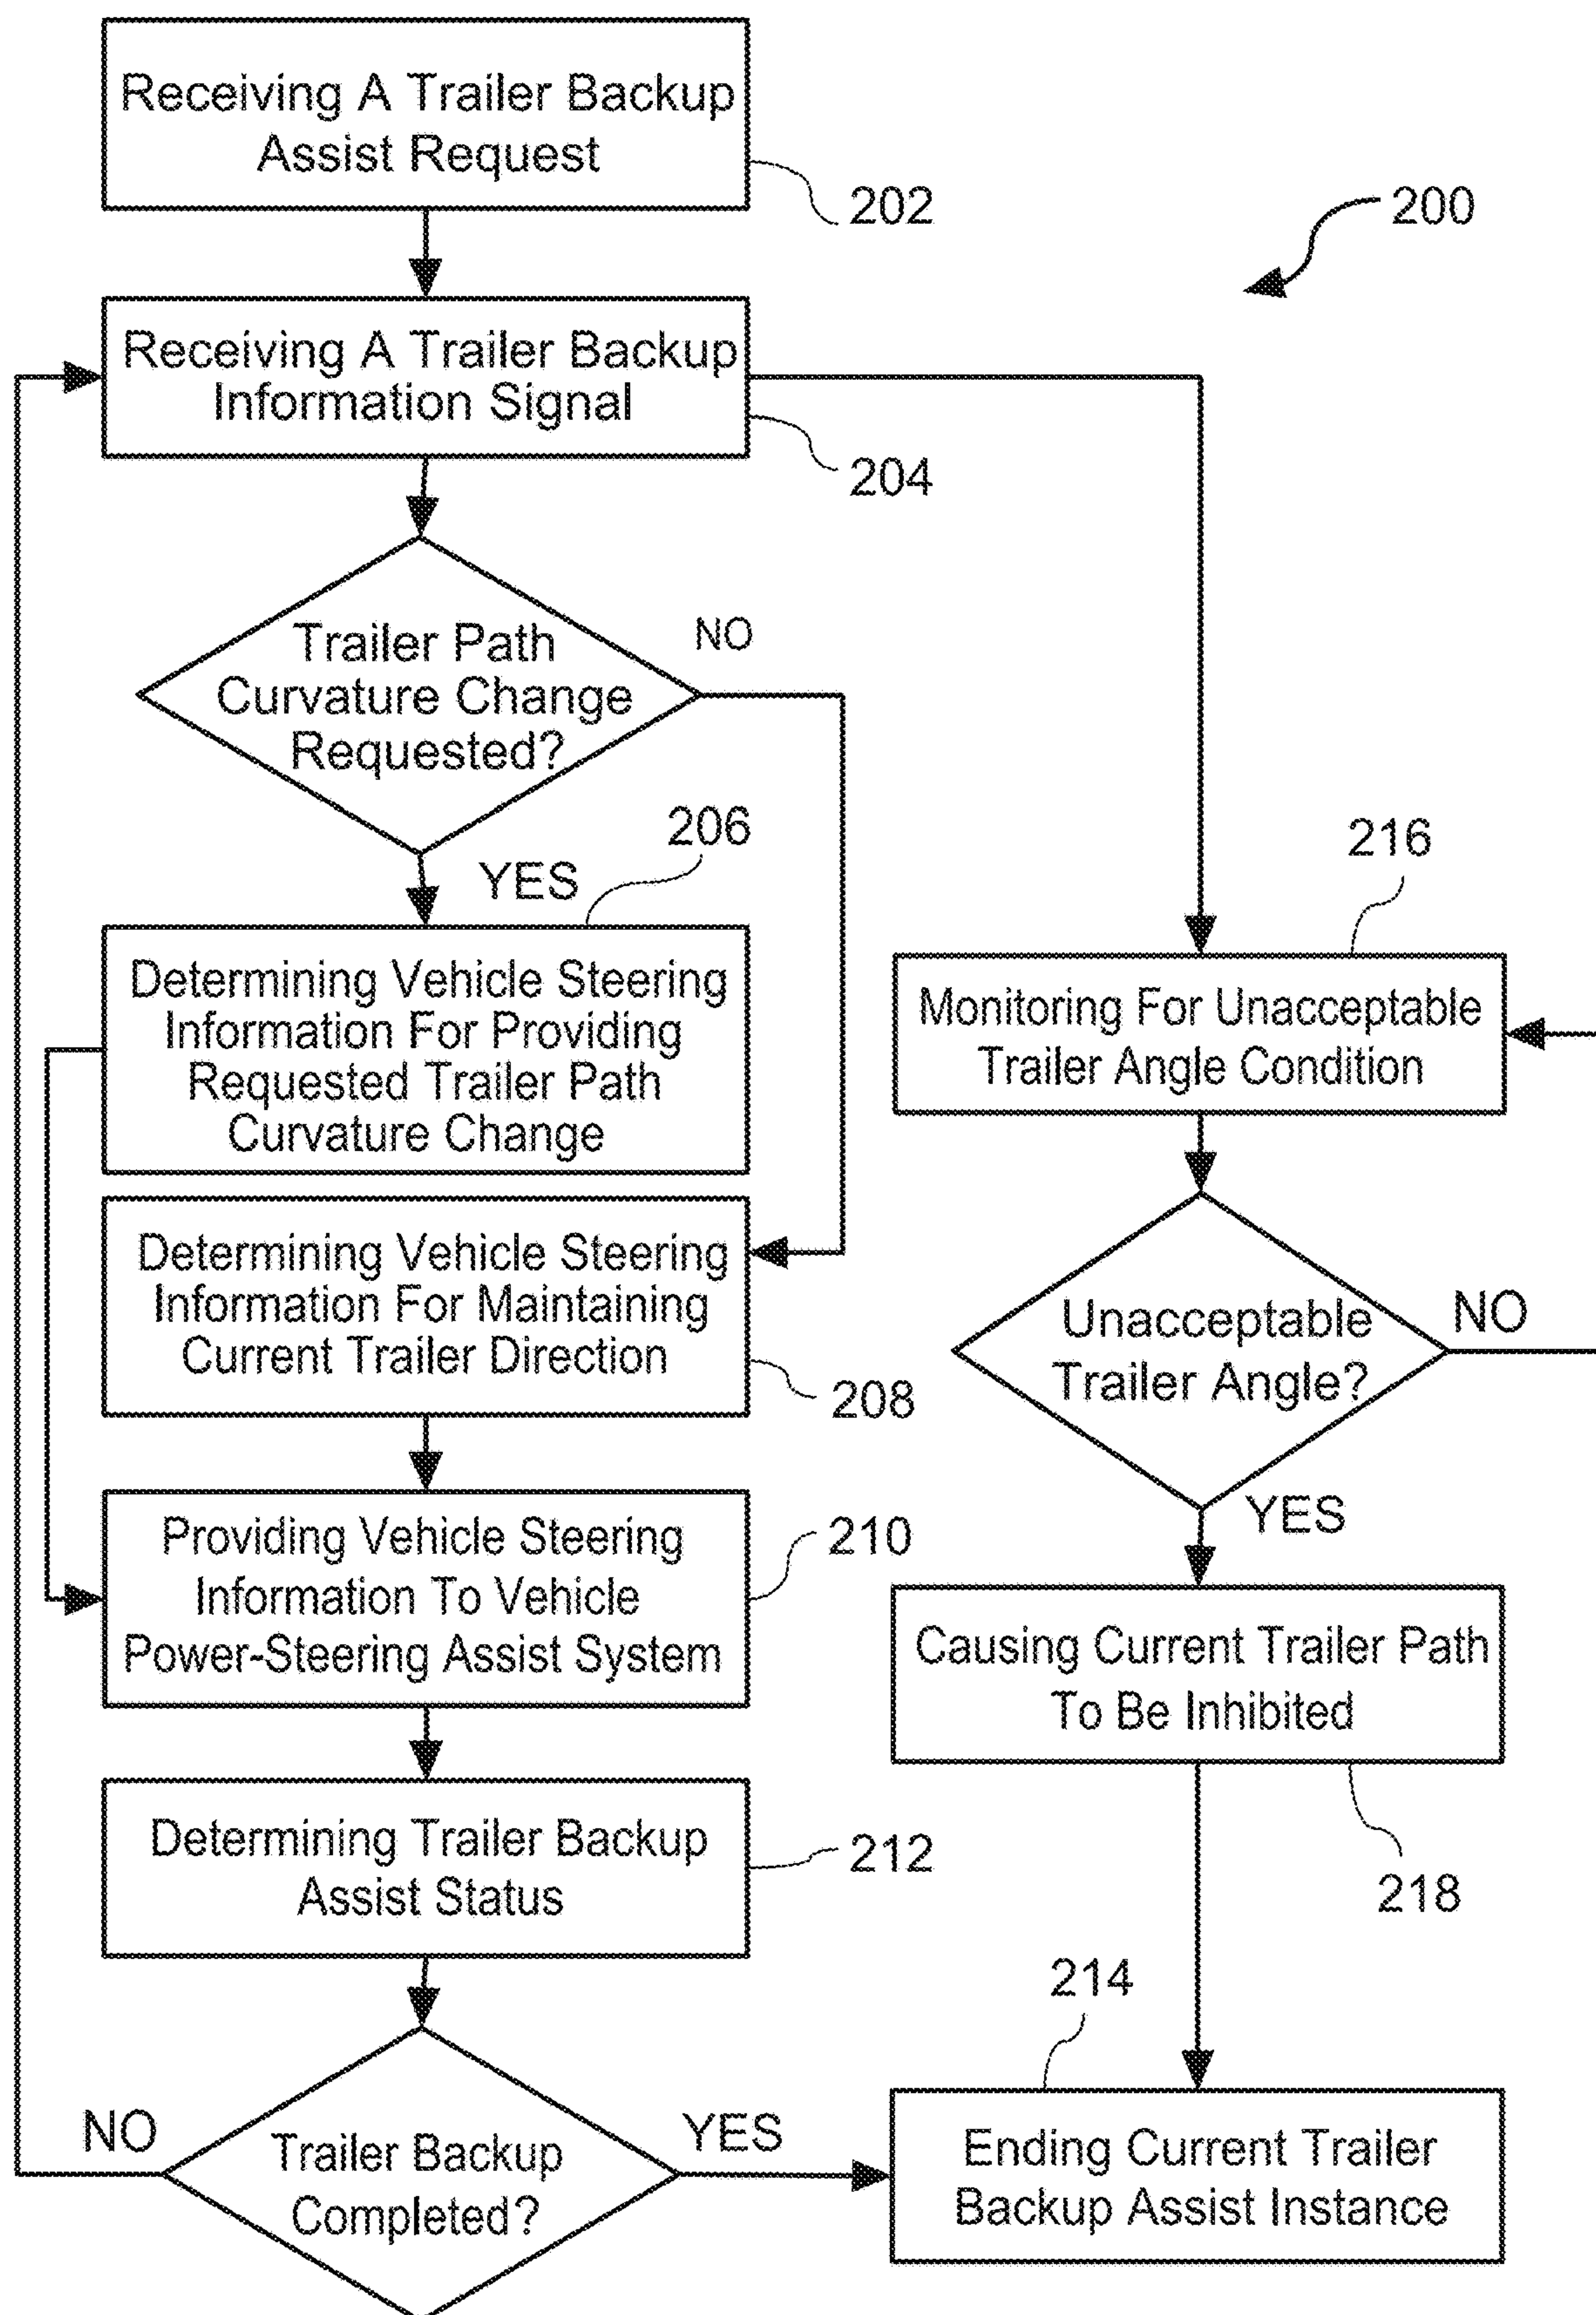 Receiving A Trailer Backup
Assist Request
202
200
Receiving A Trailer Backup
Information Signal
204
Trailer Path
Curvature Change
Requested?
NO
YES
206
Determining Vehicle Steering
Information For Providing
Requested Trailer Path
Curvature Change
Determining Vehicle Steering
Information For Maintaining
Current Trailer Direction
208
Providing Vehicle Steering
Information To Vehicle
Power-Steering Assist System
210
Determining Trailer Backup
Assist Status
212
Trailer Backup
Completed?
NO
YES
216
Monitoring For Unacceptable
Trailer Angle Condition
Unacceptable
Trailer Angle?
NO
YES
Causing Current Trailer Path
To Be Inhibited
218
214
Ending Current Trailer
Backup Assist Instance